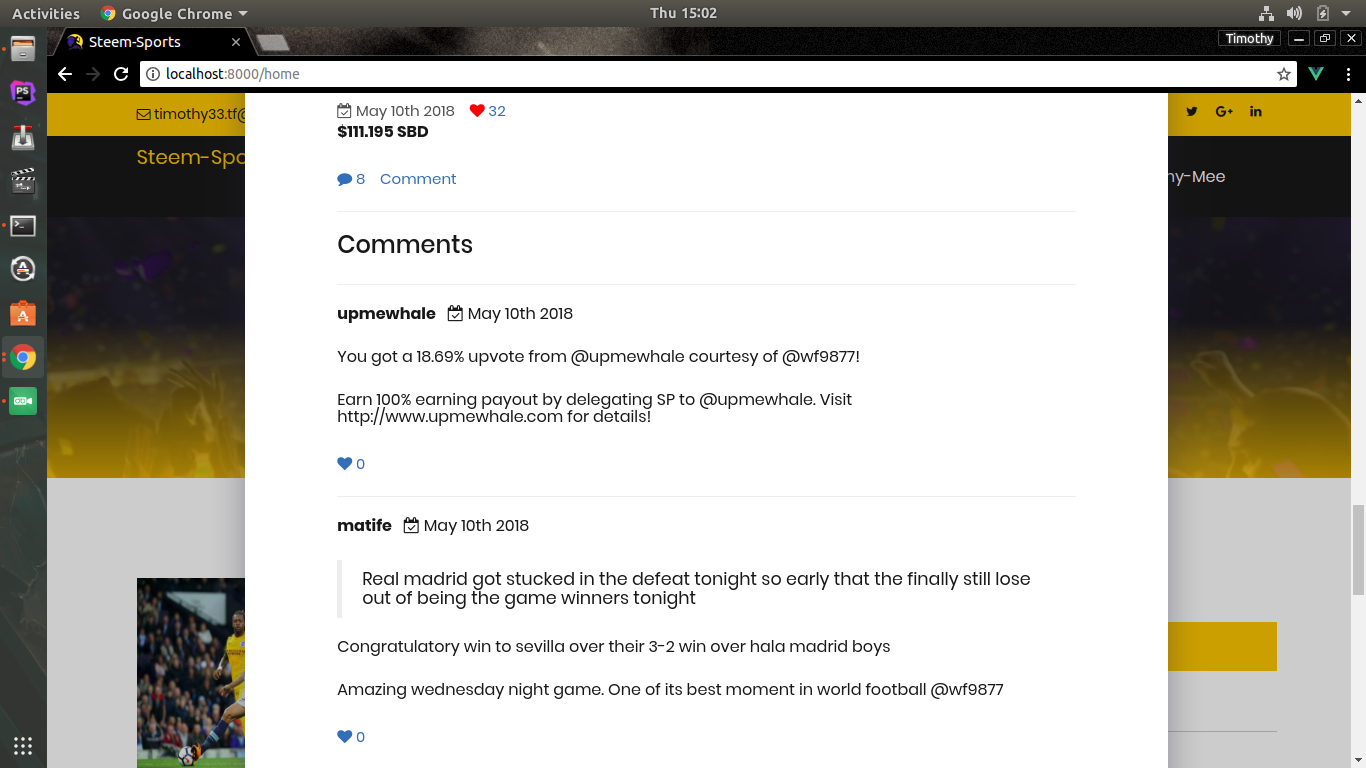 Activities Google Chrome Thu 15:02
Steem-Sports Timothy
localhost:8000/home
timothy33.tf@
May 10th 2018 32
$111.195 SBD
Steem-Spo
ny-Mee
8 Comment
Comments
upmewhale May 10th 2018
You got a 18.69% upvote from @upmewhale courtesy of @wf9877!
Earn 100% earning payout by delegating SP to @upmewhale. Visit
http://www.upmewhale.com for details!
0
matife May 10th 2018
Real madrid got stucked in the defeat tonight so early that the finally still lose
out of being the game winners tonight
Congratulatory win to sevilla over their 3-2 win over hala madrid boys
Amazing wednesday night game. One of its best moment in world football @wf9877
0